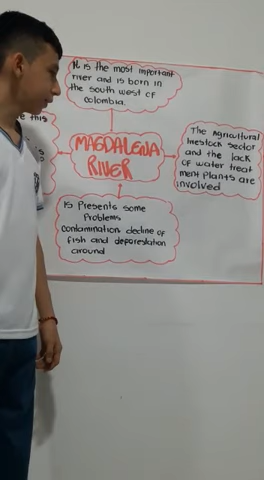 It is the most important
river and is born in
the south west of
colombia.
this
MAGDALENA
RIVER
The Agricultural
livestock sector
and the lack
of water treat
ment plants are
involved
is Presents some
Problems
contamination decline of
fish and deforestation
around